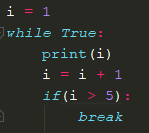 i = 1
while True:
    print(i)
    i = i + 1
    if(i > 5):
        break